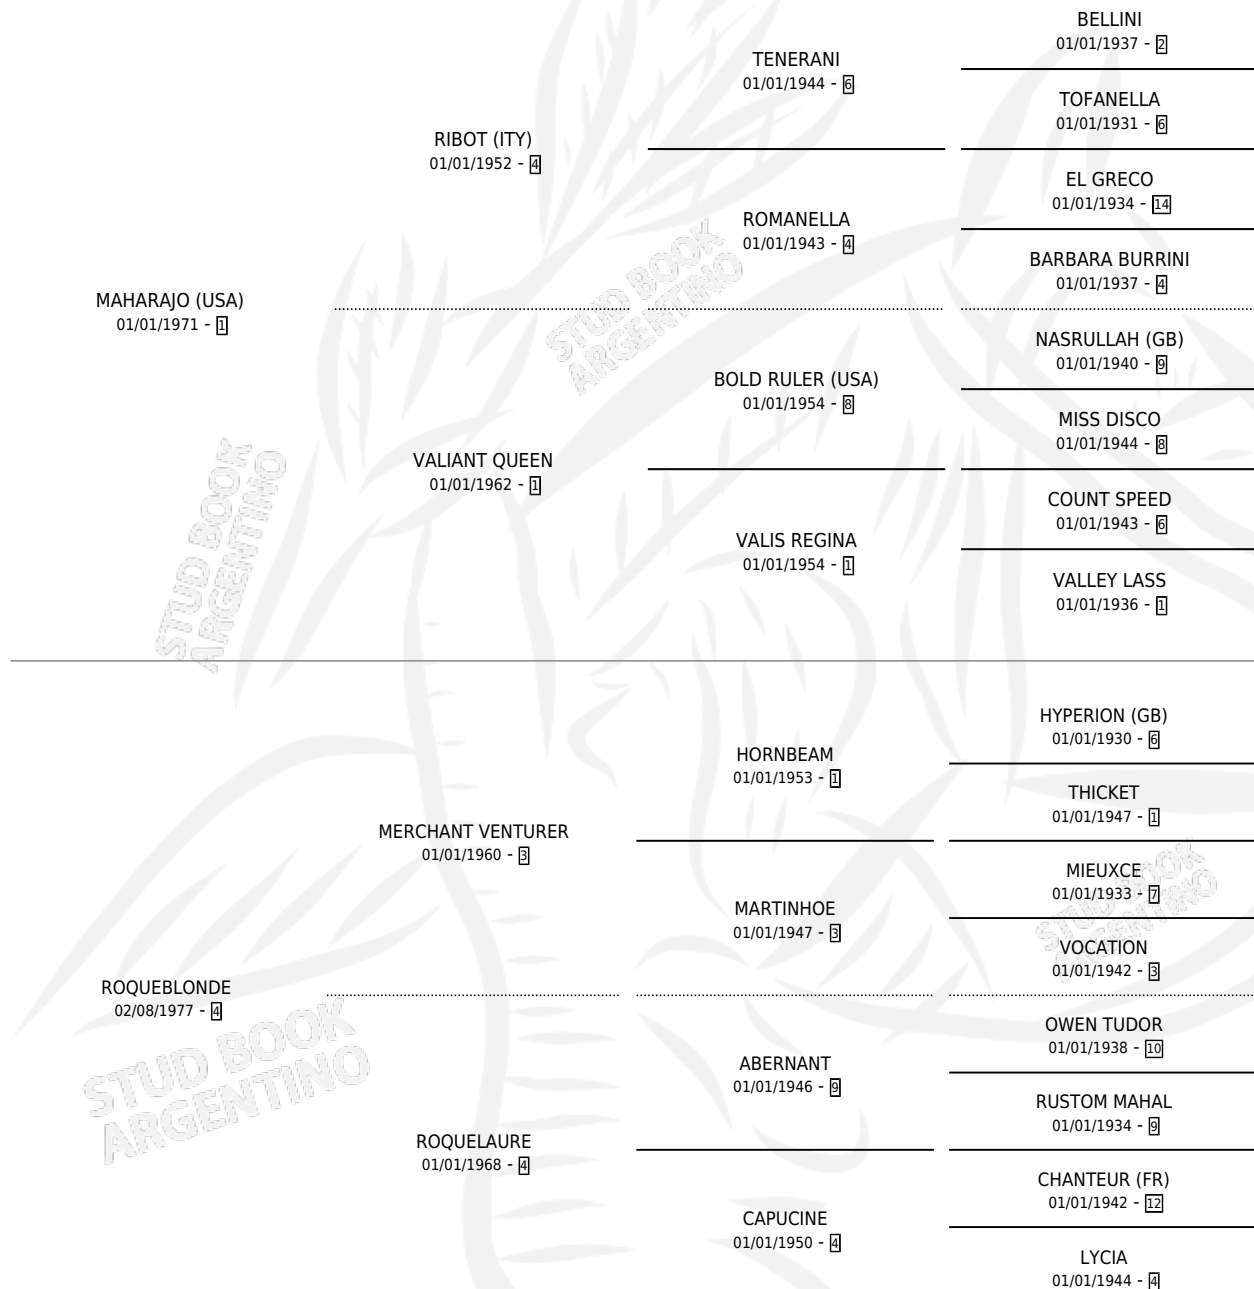 BELLINI
01/01/1937 - 2
TENERANI
01/01/1944 - 6
TOFANELLA
01/01/1931 - 6
RIBOT (ITY)
01/01/1952 - 4
EL GRECO
01/01/1934 - 14
ROMANELLA
01/01/1943 - 4
BARBARA BURRINI
01/01/1937 - 4
MAHARAJO (USA)
01/01/1971 - 1
NASRULLAH (GB)
01/01/1940 - 9
BOLD RULER (USA)
01/01/1954 - 8
MISS DISCO
01/01/1944 - 8
VALIANT QUEEN
01/01/1962 - 1
COUNT SPEED
01/01/1943 - 6
VALIS REGINA
01/01/1954 - 1
VALLEY LASS
01/01/1936 - 1
HYPERION (GB)
01/01/1930 - 6
HORNBEAM
01/01/1953 - 1
THICKET
01/01/1947 - 1
MERCHANT VENTURER
01/01/1960 - 3
MIEUXCE
01/01/1933 - 7
MARTINHOE
01/01/1947 - 3
VOCATION
01/01/1942 - 3
ROQUEBLONDE
02/08/1977 - 4
OWEN TUDOR
01/01/1938 - 10
ABERNANT
01/01/1946 - 9
RUSTOM MAHAL
01/01/1934 - 9
ROQUELAURE
01/01/1968 - 4
CHANTEUR (FR)
01/01/1942 - 12
CAPUCINE
01/01/1950 - 4
LYCIA
01/01/1944 - 4
STUD BOOK
ARGENTINO
STUD BOOK
ARGENTINO
STUD BOOK
ARGENTINO
STUD BOOK
ARGENTINO